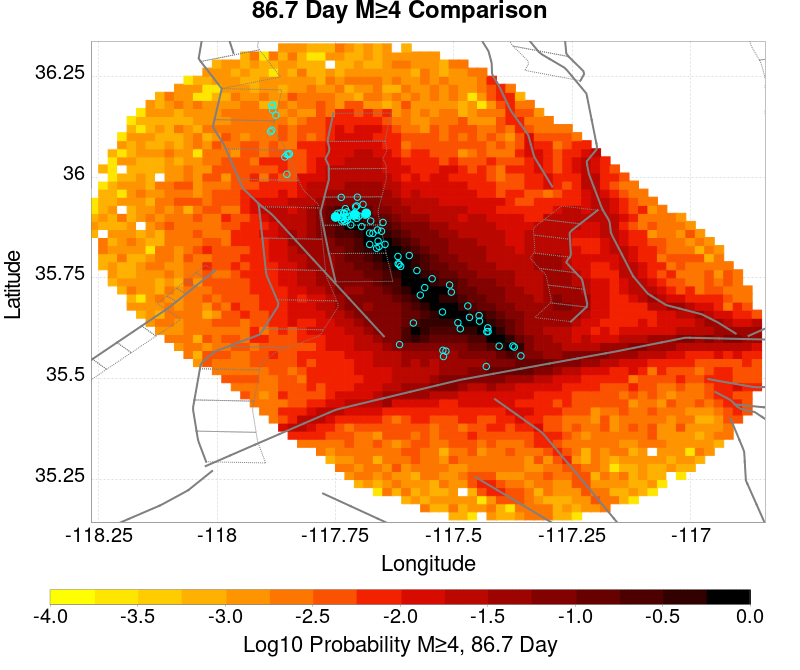 86.7 Day M≥4 Comparison
36.25
36
35.75
35.5
35.25
Latitude
-118.25 -118 -117.75 -117.5 -117.25 -117
Longitude
-4.0 -3.5 -3.0 -2.5 -2.0 -1.5 -1.0 -0.5 0.0
Log10 Probability M≥4, 86.7 Day